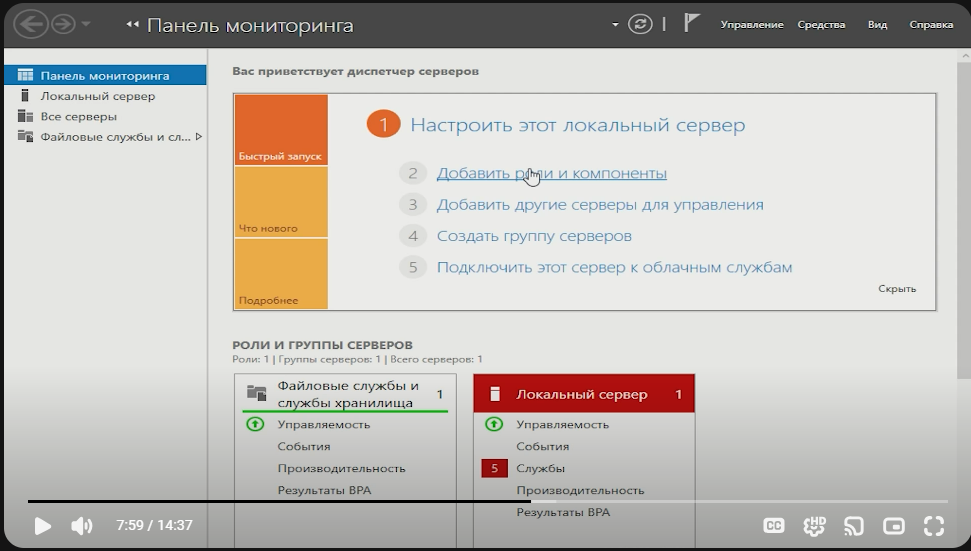 Панель мониторинга
Управление Средства Вид Справка
Панель мониторинга
Локальный сервер
Все серверы
Файловые службы и сл...
Вас приветствует диспетчер серверов
Быстрый запуск
Что нового
Подробнее
1 Настроить этот локальный сервер
2 Добавить роли и компоненты
3 Добавить другие серверы для управления
4 Создать группу серверов
5 Подключить этот сервер к облачным службам
Скрыть
РОЛИ И ГРУППЫ СЕРВЕРОВ
Роли: 1 | Группы серверов: 1 | Всего серверов: 1
Файловые службы и
службы хранилища 1
Управляемость
События
Производительность
Результаты BPA
Локальный сервер 1
Управляемость
События
5 Службы
Производительность
Результаты BPA
7:59 / 14:37
CC HD